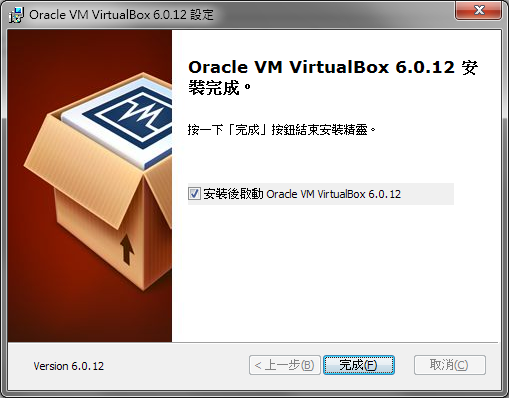 Oracle VM VirtualBox 6.0.12 設定
Oracle VM VirtualBox 6.0.12 安
裝完成。
按一下「完成」按鈕結束安裝精靈。
安裝後啟動 Oracle VM VirtualBox 6.0.12
Version 6.0.12
< 上一步(B)
完成(F)
取消(C)